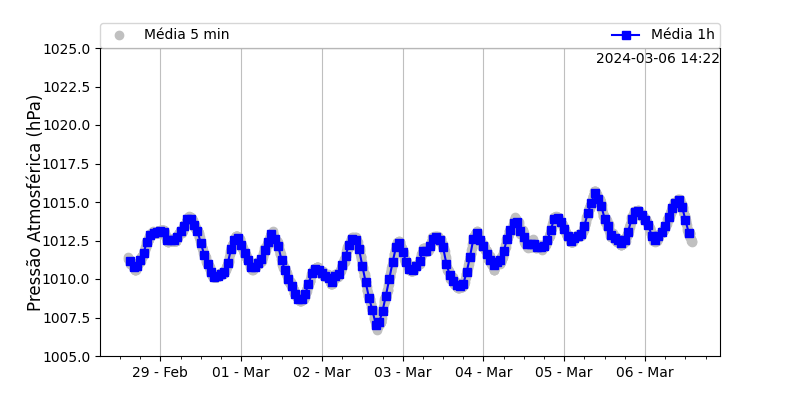 Média 5 min
Média 1h
2024-03-06 14:22
Pressão Atmosférica (hPa)
1025.0
1022.5
1020.0
1017.5
1015.0
1012.5
1010.0
1007.5
1005.0
29 - Feb
01 - Mar
02 - Mar
03 - Mar
04 - Mar
05 - Mar
06 - Mar